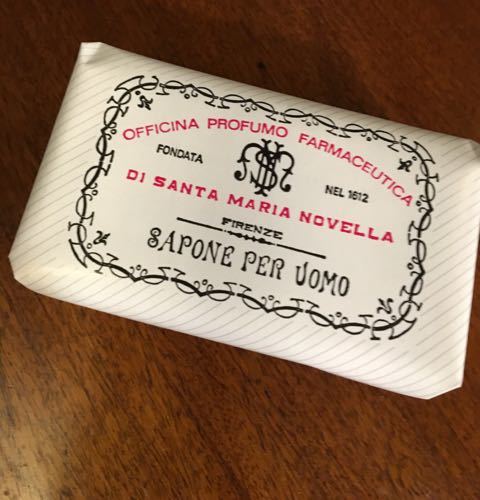 OFFICINA PROFUMO FARMACEUTICA
FONDATA NEL 1612
DI SANTA MARIA NOVELLA
FIRENZE
SAPONE PER UOMO